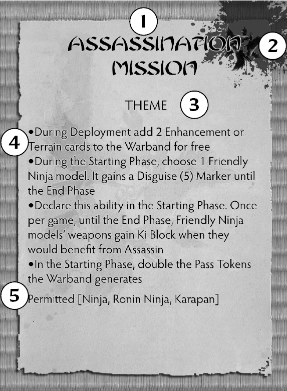 1
ASSASSINATION
2
MISSION
THEME 3
4
•During Deployment add 2 Enhancement or
Terrain cards to the Warband for free
•During the Starting Phase, choose 1 Friendly
Ninja model. It gains a Disguise (5) Marker until
the End Phase
•Declare this ability in the Starting Phase. Once
per game, until the End Phase, Friendly Ninja
models' weapons gain Ki Block when they
would benefit from Assassin
•In the Starting Phase, double the Pass Tokens
the Warband generates
5
Permitted [Ninja, Ronin Ninja, Karapan]